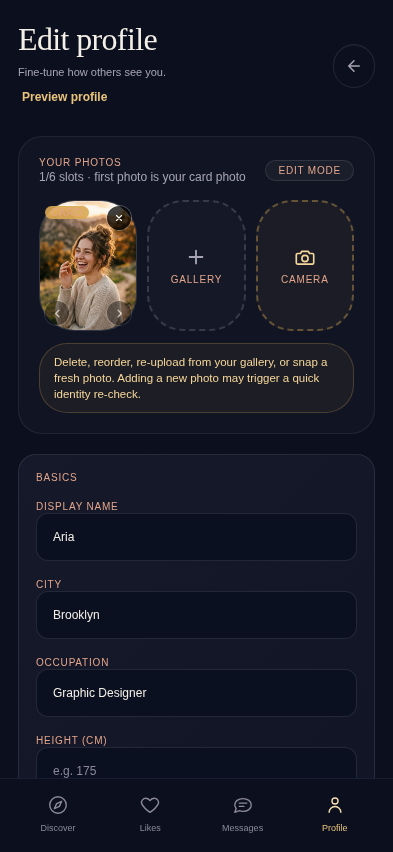 Edit profile
Fine-tune how others see you.
Preview profile
YOUR PHOTOS
1/6 slots · first photo is your card photo
EDIT MODE
GALLERY
CAMERA
Delete, reorder, re-upload from your gallery, or snap a
fresh photo. Adding a new photo may trigger a quick
identity re-check.
BASICS
DISPLAY NAME
Aria
CITY
Brooklyn
OCCUPATION
Graphic Designer
HEIGHT (CM)
e.g. 175
Discover
Likes
Messages
Profile